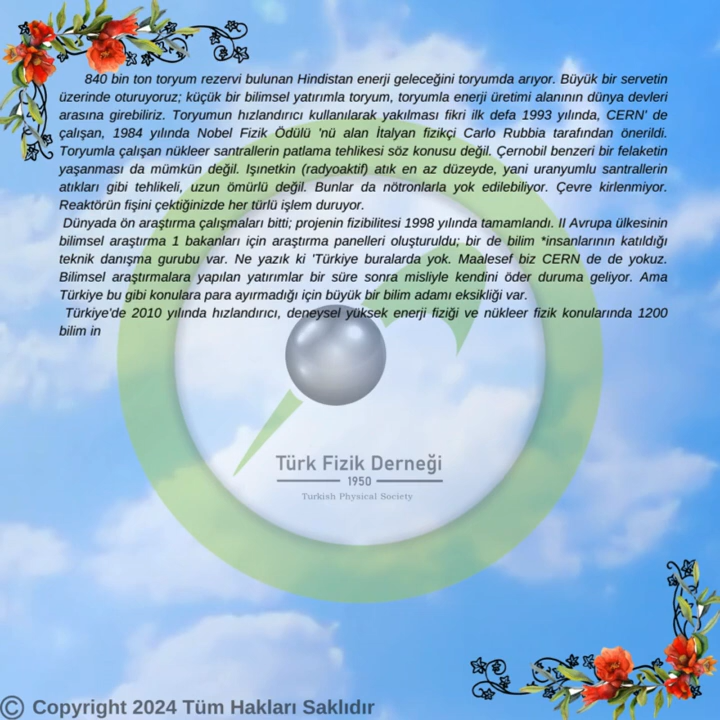 840 bin ton toryum rezervi bulunan Hindistan enerji geleceğini toryumda arıyor. Büyük bir servetin
üzerinde oturuyoruz; küçük bir bilimsel yatırımla toryum, toryumla enerji üretimi alanının dünya devleri
arasına girebiliriz. Toryumun hızlandırıcı kullanılarak yakılması fikri ilk defa 1993 yılında, CERN' de
çalışan, 1984 yılında Nobel Fizik Ödülü 'nü alan İtalyan fizikçi Carlo Rubbia tarafından önerildi.
Toryumla çalışan nükleer santrallerin patlama tehlikesi söz konusu değil. Çernobil benzeri bir felaketin
yaşanması da mümkün değil. Işınetkin (radyoaktif) atık en az düzeyde, yani uranyumlu santrallerin
atıkları gibi tehlikeli, uzun ömürlü değil. Bunlar da nötronlarla yok edilebiliyor. Çevre kirlenmiyor.
Reaktörün fişini çektiğinizde her türlü işlem duruyor.
Dünyada ön araştırma çalışmaları bitti; projenin fizibilitesi 1998 yılında tamamlandı. II Avrupa ülkesinin
bilimsel araştırma 1 bakanları için araştırma panelleri oluşturuldu; bir de bilim *insanlarının katıldığı
teknik danışma gurubu var. Ne yazık ki 'Türkiye buralarda yok. Maalesef biz CERN de de yokuz.
Bilimsel araştırmalara yapılan yatırımlar bir süre sonra misliyle kendini öder duruma geliyor. Ama
Türkiye bu gibi konulara para ayırmadığı için büyük bir bilim adamı eksikliği var.
Türkiye'de 2010 yılında hızlandırıcı, deneysel yüksek enerji fiziği ve nükleer fizik konularında 1200
bilim in
Türk Fizik Derneği
1950
Turkish Physical Society
© Copyright 2024 Tüm Hakları Saklıdır